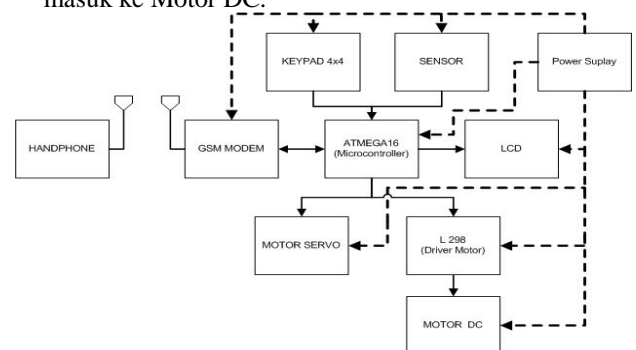 masuk ke Motor DC.
KEYPAD 4x4
SENSOR
Power Suplay
HANDPHONE
GSM MODEM
ATMEGA16
(Microcontroller)
LCD
MOTOR SERVO
L 298
(Driver Motor)
MOTOR DC